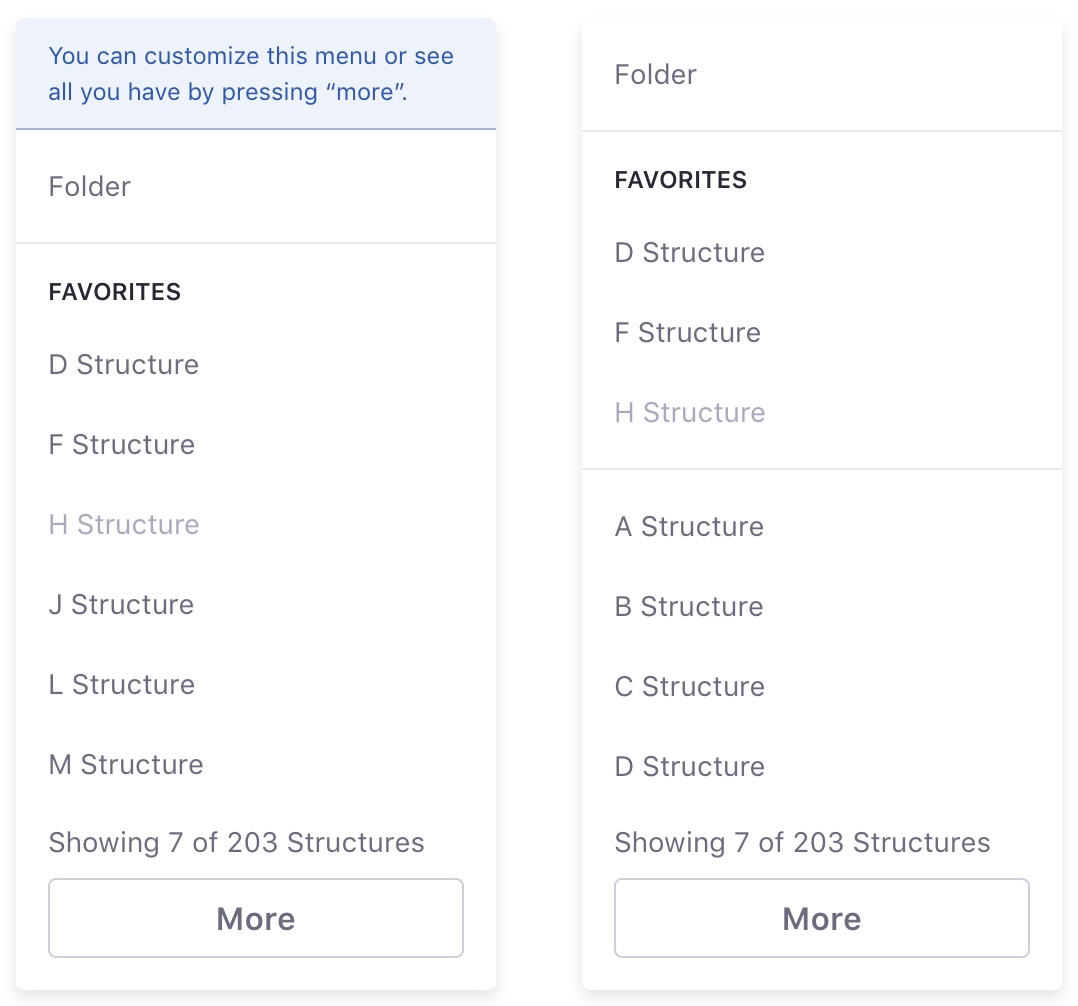 You can customize this menu or see
all you have by pressing “more”.
Folder
FAVORITES
D Structure
F Structure
H Structure
J Structure
L Structure
M Structure
Showing 7 of 203 Structures
More
Folder
FAVORITES
D Structure
F Structure
H Structure
A Structure
B Structure
C Structure
D Structure
Showing 7 of 203 Structures
More